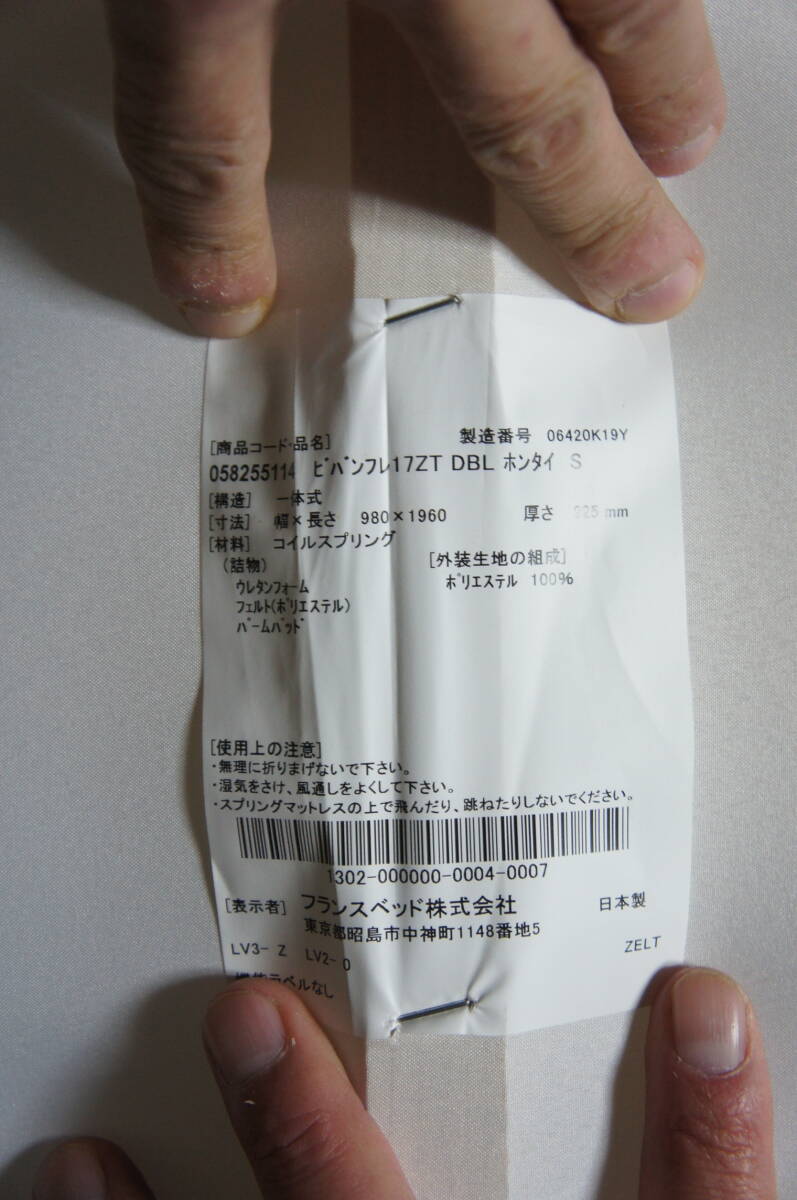 [商品コード・品名] 製造番号 06420K19Y
058255114 ビバンフレ17ZT DBL ホンタイ S
[構造] 一体式
[寸法] 幅×長さ 980×1960 厚さ 225 mm
[材料] コイルスプリング [外装生地の組成]
(詰物) ポリエステル 100%
ウレタンフォーム
フェルト(ポリエステル)
パームパッド
[使用上の注意]
・無理に折りまげないで下さい。
・湿気をさけ、風通しをよくして下さい。
・スプリングマットレスの上で飛んだり、跳ねたりしないでください。
1302-000000-0004-0007
[表示者] フランスベッド株式会社 日本製
東京都昭島市中神町1148番地5
LV3- Z LV2- 0 ZELT
ラベルなし